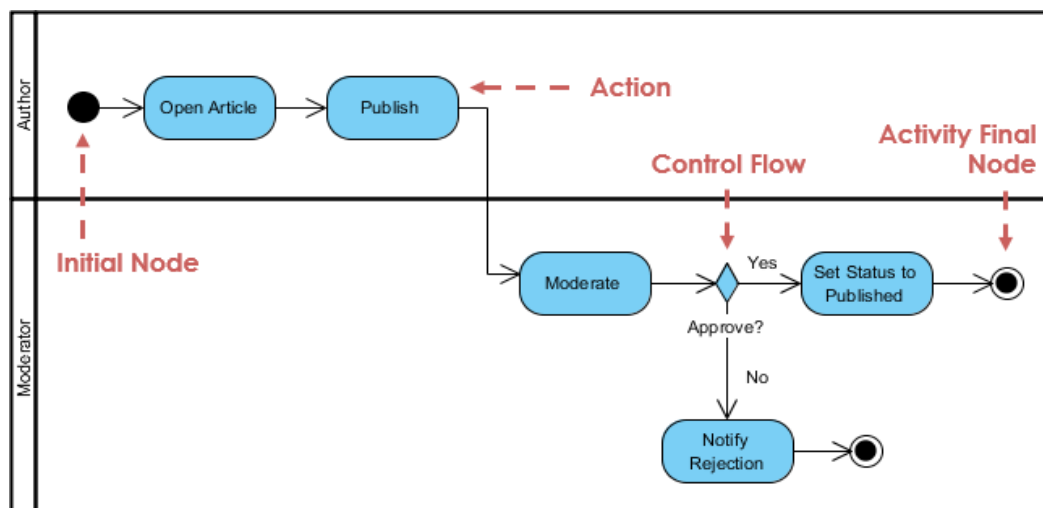 Author
Open Article
Publish
Action
Control Flow
Activity Final
Node
Initial Node
Moderator
Moderate
Yes
Set Status to
Published
Approve?
No
Notify
Rejection